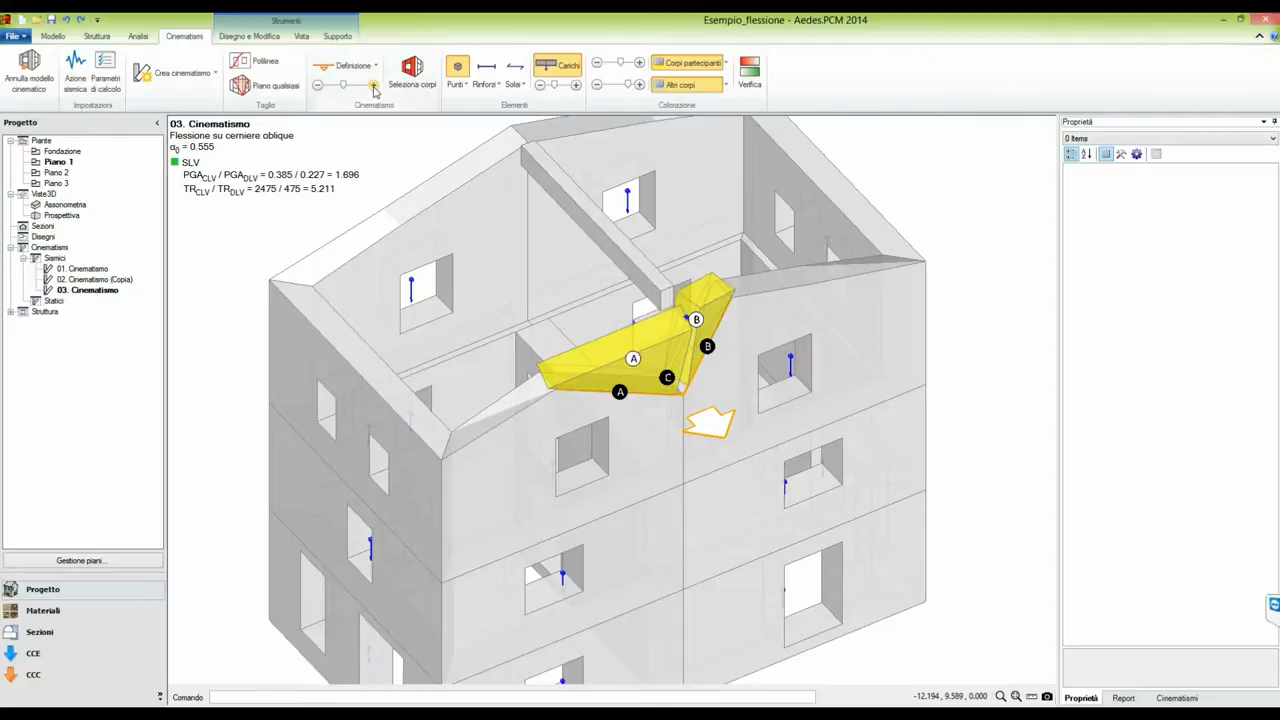 Strumenti
Esempio_flessione - Aedes.PCM 2014
File
Modello
Struttura
Analisi
Cinematismi
Disegno e Modifica
Vista
Supporto
Annulla modello
cinematico
Azione
sismica
Parametri
di calcolo
Impostazioni
Crea cinematismo
Polilinea
Piano qualsiasi
Taglio
Definizione
Seleziona corpi
Cinematismo
Punti
Rinforzi
Solai
Carichi
Elementi
Corpi partecipanti
Altri corpi
Colorazione
Verifica
Progetto
Piante
Fondazione
Piano 1
Piano 2
Piano 3
Viste3D
Assonometria
Prospettiva
Sezioni
Disegni
Cinematismi
Sismici
01. Cinematismo
02. Cinematismo (Copia)
03. Cinematismo
Statici
Struttura
Gestione piani...
Progetto
Materiali
Sezioni
CCE
CCC
03. Cinematismo
Flessione su cerniere oblique
α0 = 0.555
SLV
PGACLV / PGADLV = 0.385 / 0.227 = 1.696
TRCLV / TRDLV = 2475 / 475 = 5.211
B
B
A
C
A
Comando
-12.194, 9.589, 0.000
Proprietà
0 Items
Proprietà
Report
Cinematismi